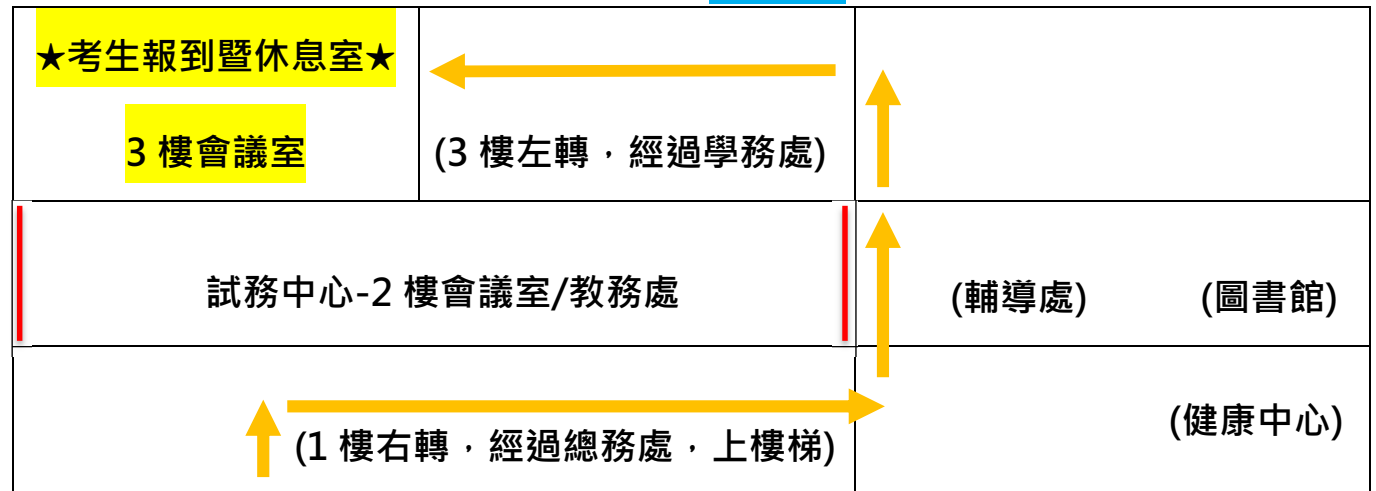 ★考生報到暨休息室★
3 樓會議室
(3 樓左轉，經過學務處)
試務中心-2 樓會議室/教務處
(輔導處)
(圖書館)
(1 樓右轉，經過總務處，上樓梯)
(健康中心)